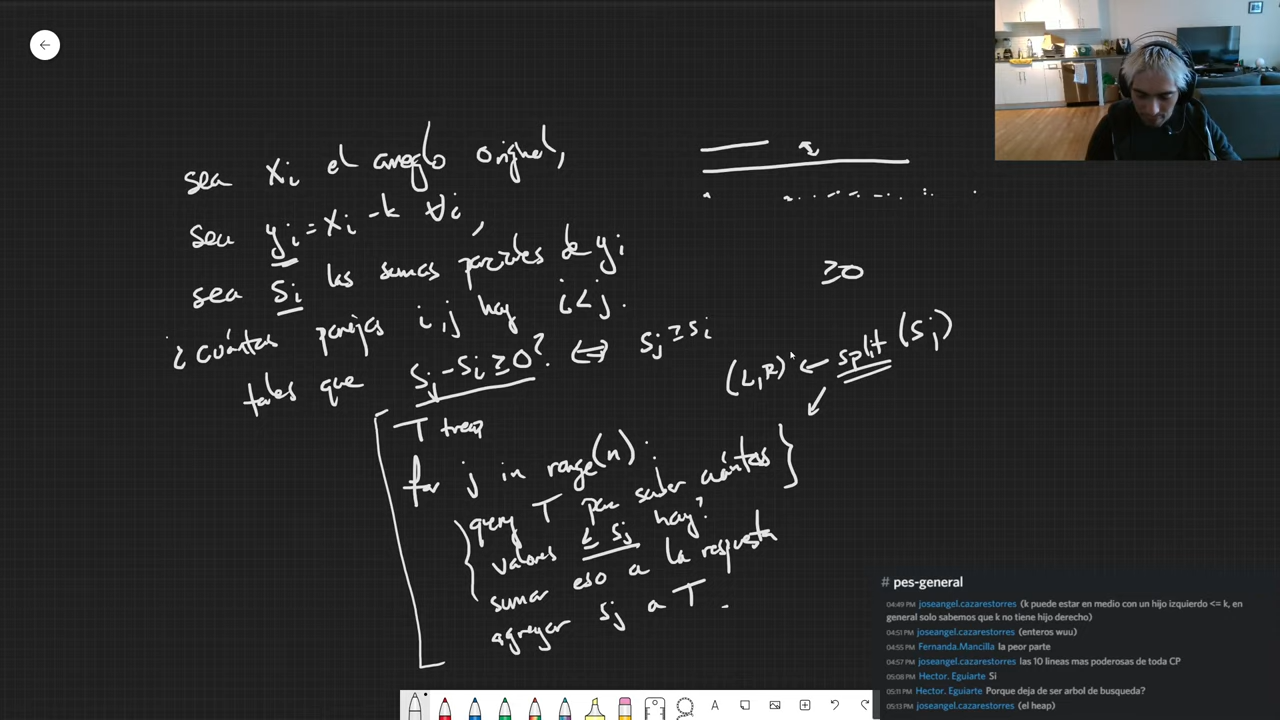 sea xᵢ el arreglo original,
sea yᵢ = xᵢ - k ∀i,
sea sᵢ las sumas parciales de yᵢ
¿cuántas parejas i,j hay i<j.
tales que sⱼ - sᵢ ≥ 0? ⟺ sⱼ ≥ sᵢ
≥0
(L,R) ← split (sⱼ)
T treap
for j in range(n):
query T para saber cuántos
valores ≤ sⱼ hay?
sumar eso a la respuesta
agregar sⱼ a T.
# pes-general
04:49 PM joseangel.cazarestorres (k puede estar en medio con un hijo izquierdo <= k, en
general solo sabemos que k no tiene hijo derecho)
04:51 PM joseangel.cazarestorres (enteros wuu)
04:55 PM Fernanda.Mancilla la peor parte
04:57 PM joseangel.cazarestorres las 10 lineas mas poderosas de toda CP
05:08 PM Hector. Eguiarte Si
05:11 PM Hector. Eguiarte Porque deja de ser arbol de busqueda?
05:13 PM joseangel.cazarestorres (el heap)
A